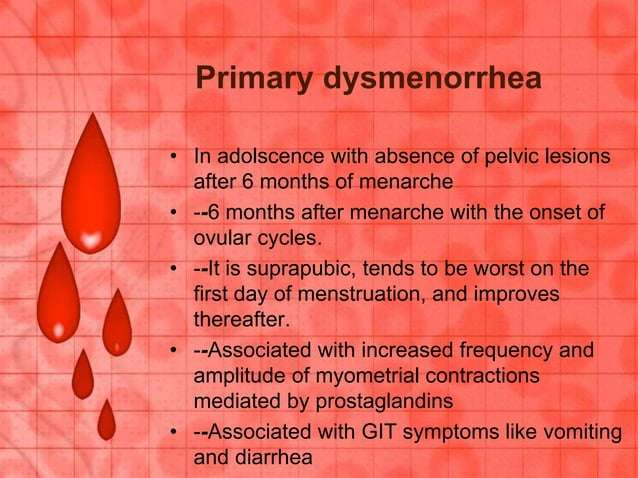 Primary dysmenorrhea
• In adolscence with absence of pelvic lesions
after 6 months of menarche
• --6 months after menarche with the onset of
ovular cycles.
• --It is suprapubic, tends to be worst on the
first day of menstruation, and improves
thereafter.
• --Associated with increased frequency and
amplitude of myometrial contractions
mediated by prostaglandins
• --Associated with GIT symptoms like vomiting
and diarrhea